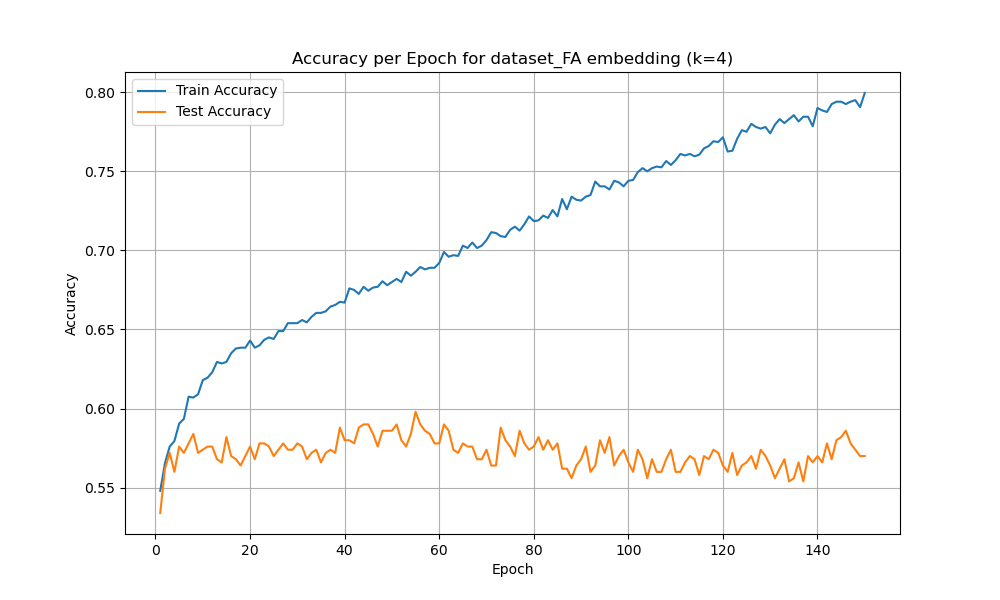 Accuracy per Epoch for dataset_FA embedding (k=4)
Train Accuracy
Test Accuracy
Accuracy
0.80
0.75
0.70
0.65
0.60
0.55
0 20 40 60 80 100 120 140
Epoch